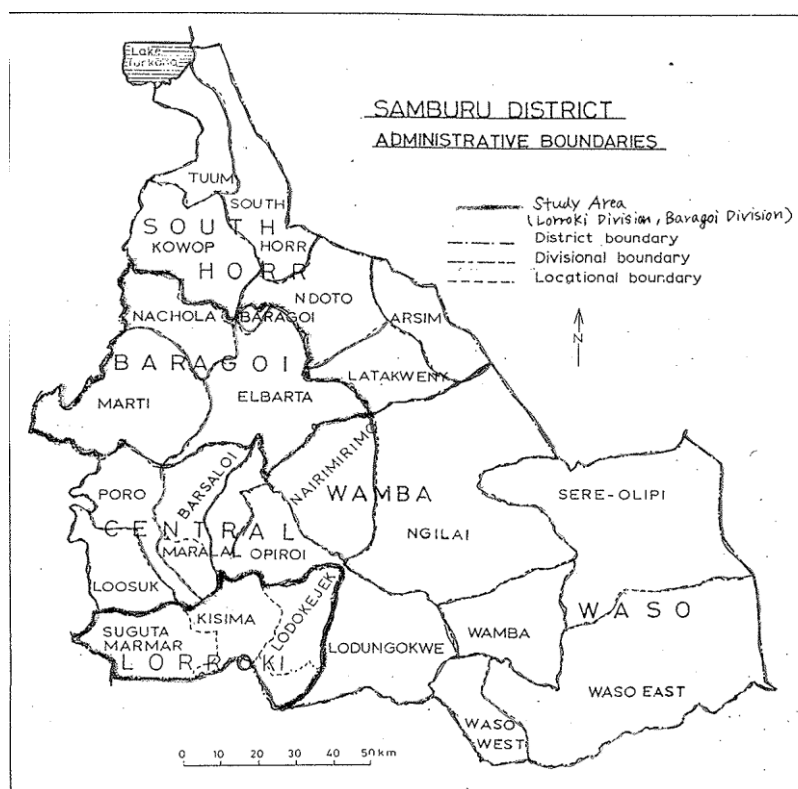 Lake
Turkana
SAMBURU DISTRICT
ADMINISTRATIVE BOUNDARIES
Study Area
(Lorroki Division, Baragoi Division)
District boundary
Divisional boundary
Locational boundary
N
TUUM
SOUTH
HORR
SOUTH
HORR
KOWOP
NDOTO
ARSIM
NACHOLA
BARAGOI
BARAGOI
LATAKWENY
MARTI
ELBARTA
NAIRIMIRIMO
BARSALOI
PORO
WAMBA
SERE-OLIPI
CENTRAL
NGILAI
MARALAL
OPIROI
LOOSUK
KISIMA
LODOKEJEK
SUGUTA
MARMAR
LORROKI
LODUNGOKWE
WAMBA
WASO
WASO EAST
WASO
WEST
0 10 20 30 40 50km